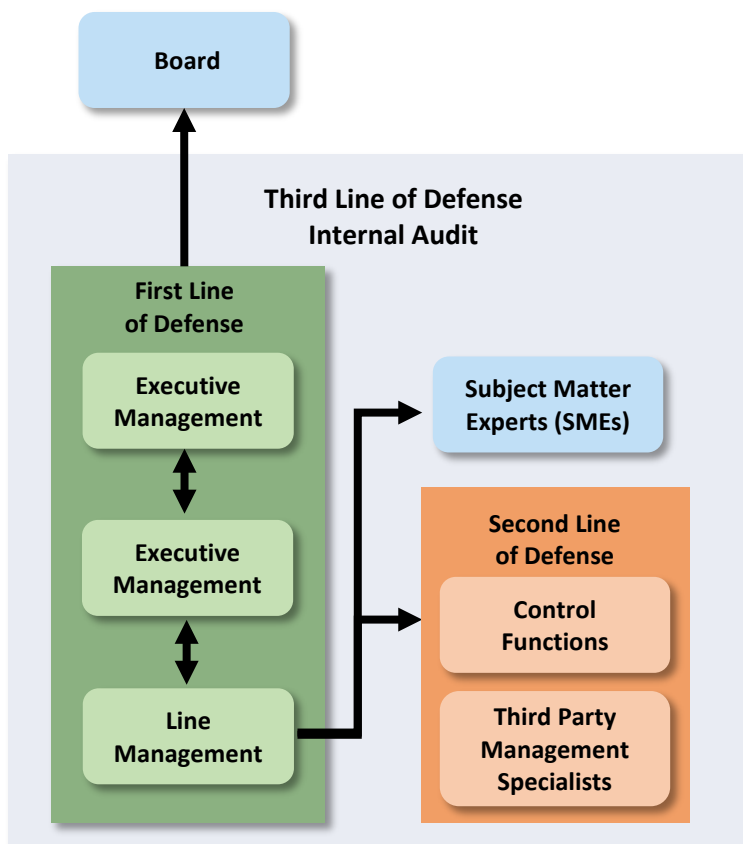 Board
Third Line of Defense
Internal Audit
First Line
of Defense
Executive
Management
Executive
Management
Line
Management
Subject Matter
Experts (SMEs)
Second Line
of Defense
Control
Functions
Third Party
Management
Specialists